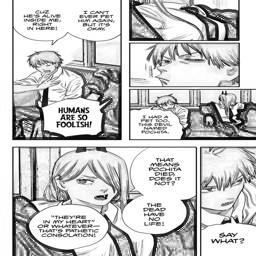 I HAD A PET
TOO. THIS
DEVIL
NAMED
POCHITA.
I CAN'T
EVER PET
HIM AGAIN,
BUT IT'S
OKAY.
CUZ
HE'S ALIVE
INSIDE ME,
RIGHT
IN HERE!
HUMANS
ARE SO
FOOLISH!
THAT
MEANS
POCHITA
DIED,
DOES IT
NOT?
THE
DEAD
HAVE NO
LIFE!
SAY
WHAT?
"THEY'RE
IN MY HEART"
OR WHATEVER—
THAT'S PATHETIC
CONSOLATION!